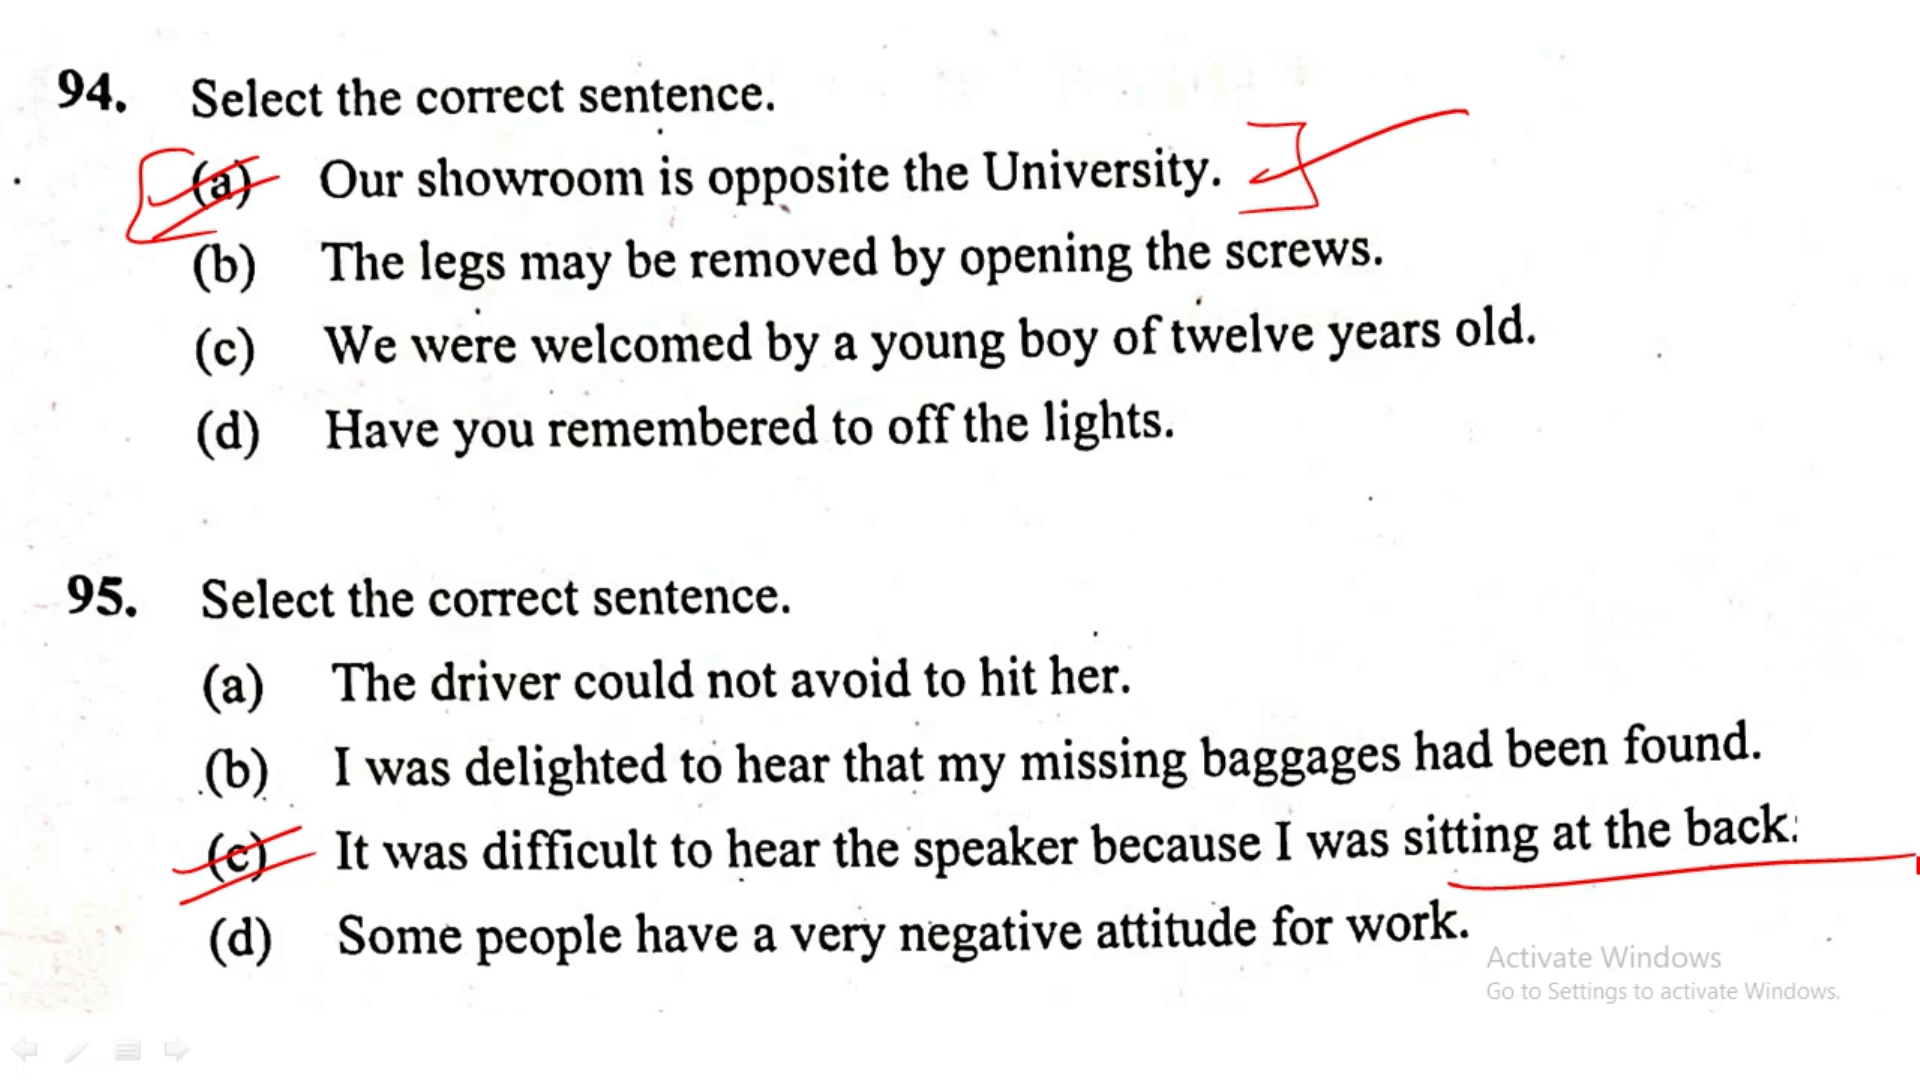 94. Select the correct sentence.
(a) Our showroom is opposite the University.
(b) The legs may be removed by opening the screws.
(c) We were welcomed by a young boy of twelve years old.
(d) Have you remembered to off the lights.
95. Select the correct sentence.
(a) The driver could not avoid to hit her.
(b) I was delighted to hear that my missing baggages had been found.
(c) It was difficult to hear the speaker because I was sitting at the back.
(d) Some people have a very negative attitude for work.
Activate Windows
Go to Settings to activate Windows.